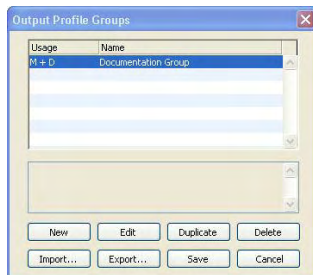 Output Profile Groups
Usage Name
M + D Documentation Group
New Edit Duplicate Delete
Import... Export... Save Cancel